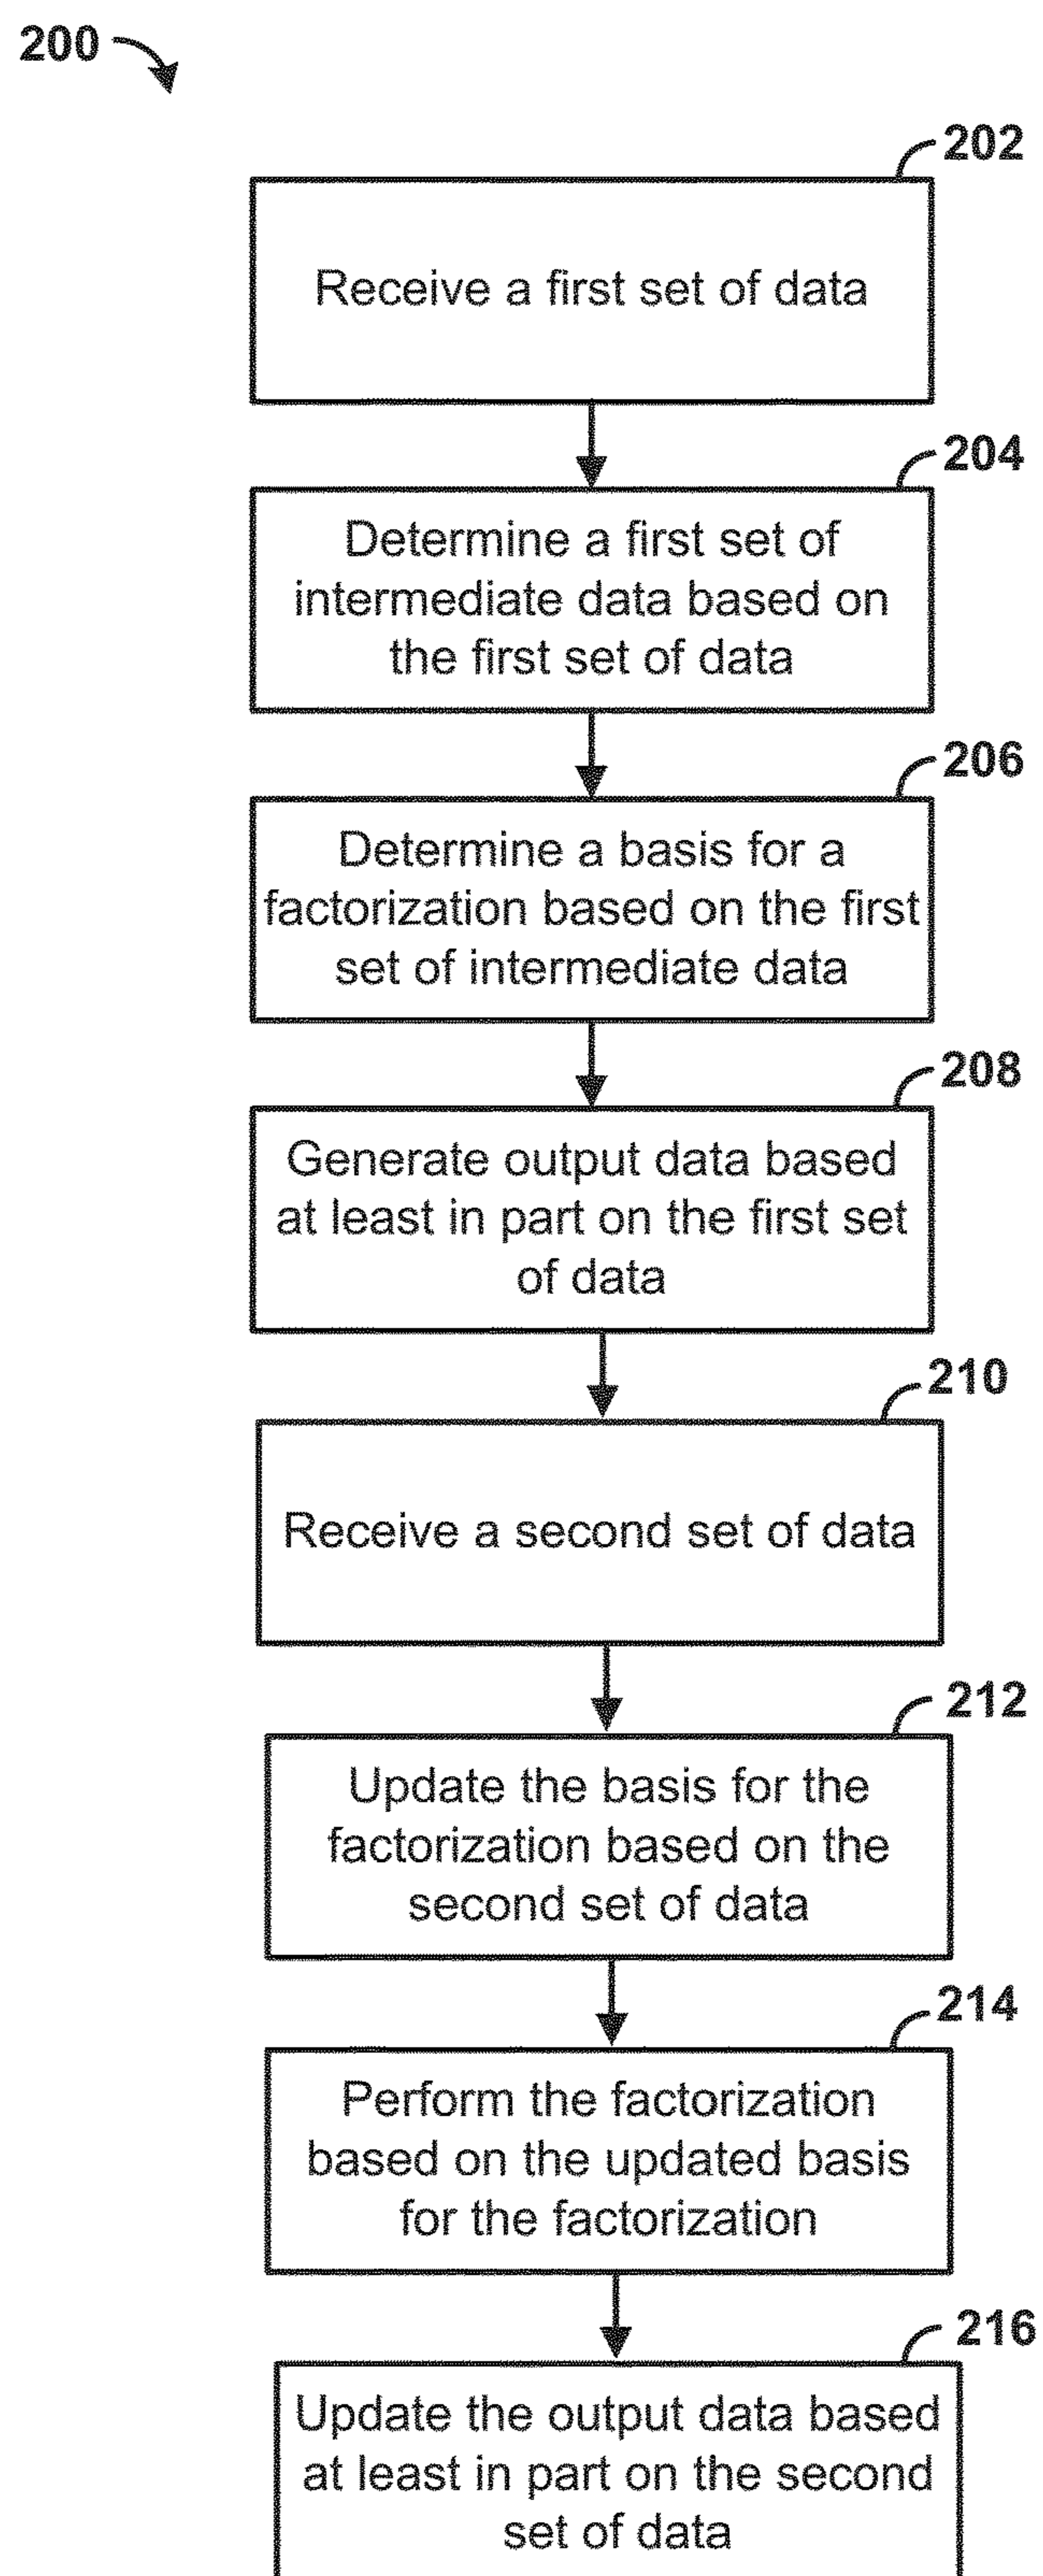 200
202
Receive a first set of data
204
Determine a first set of
intermediate data based on
the first set of data
206
Determine a basis for a
factorization based on the first
set of intermediate data
208
Generate output data based
at least in part on the first set
of data
210
Receive a second set of data
212
Update the basis for the
factorization based on the
second set of data
214
Perform the factorization
based on the updated basis
for the factorization
216
Update the output data based
at least in part on the second
set of data